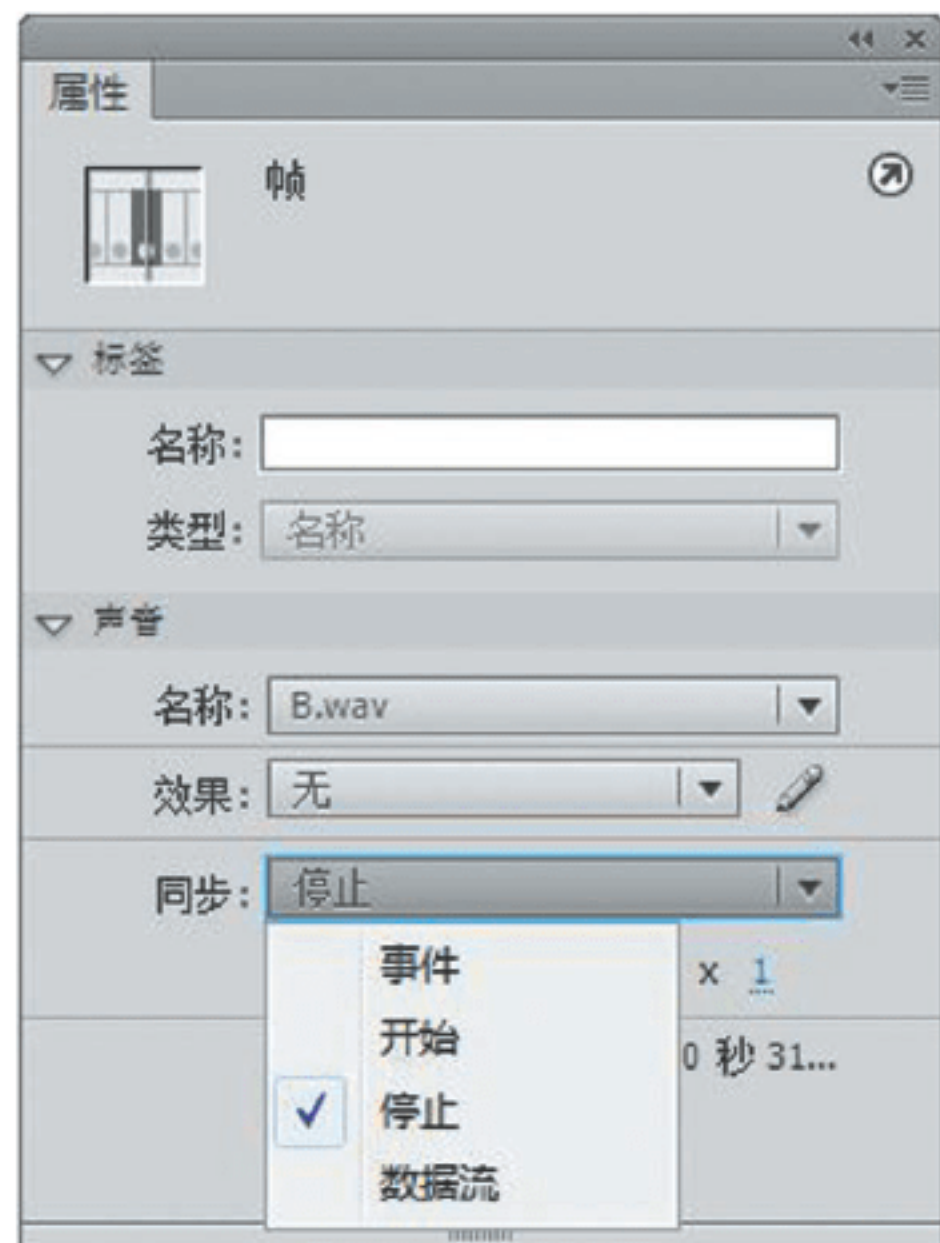 属性
帧
标签
名称:
类型: 名称
声音
名称: B.wav
效果: 无
同步: 停止
事件
x 1
开始
0 秒 31...
停止
数据流